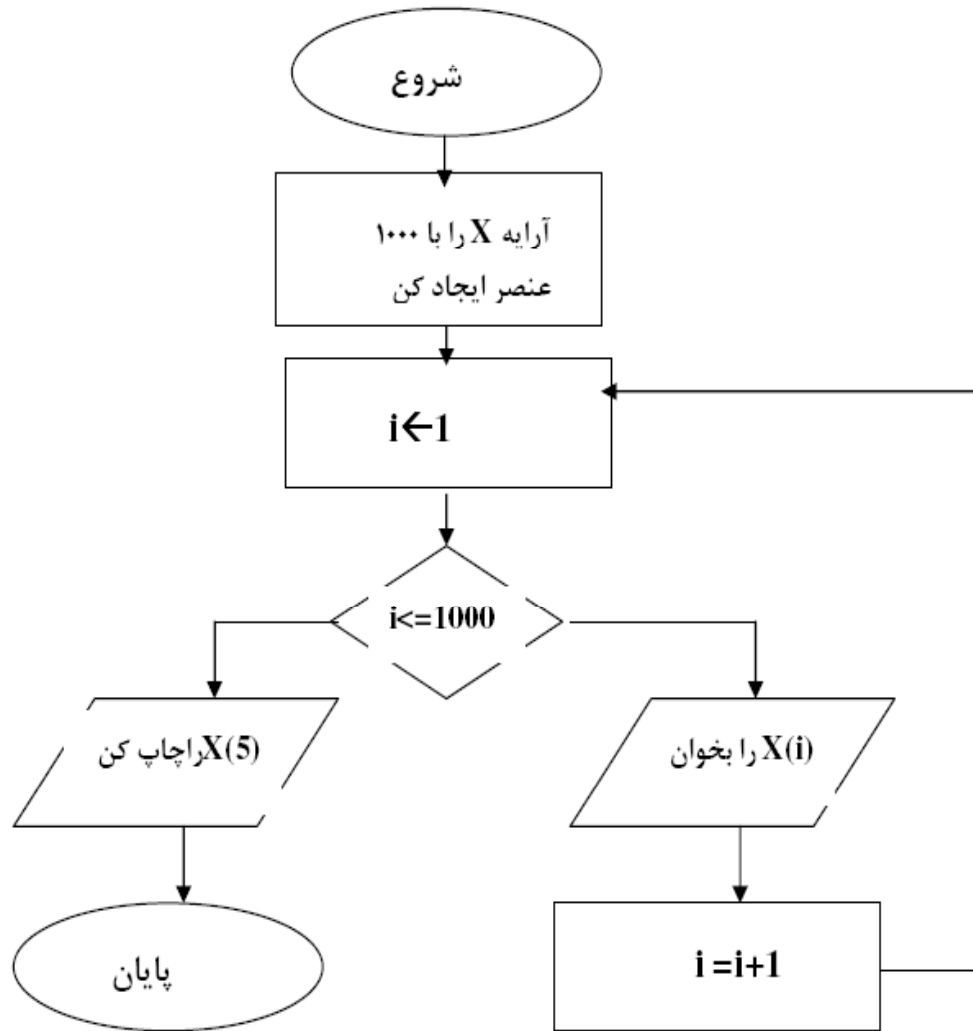 شروع
آرایه X را با ۱۰۰۰
عنصر ایجاد کن
i←1
i<=1000
X(5)راچاپ کن
X(i) را بخوان
پایان
i =i+1